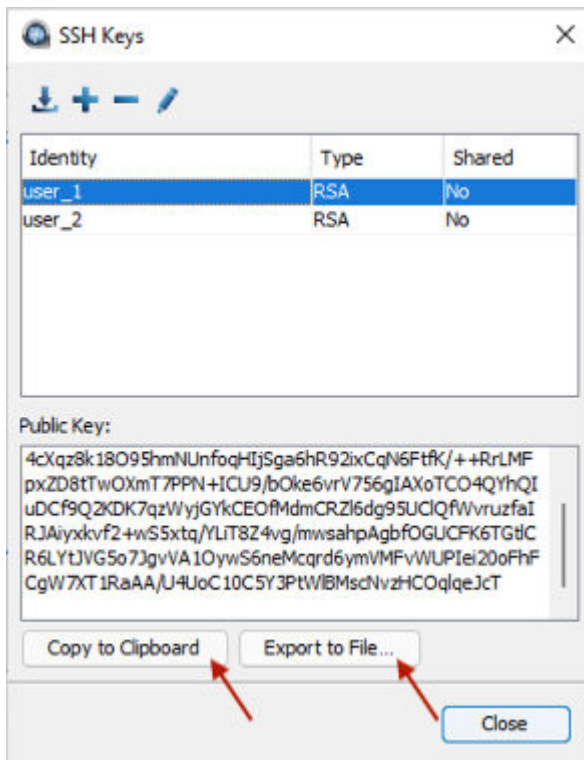 SSH Keys
Identity Type Shared
user_1 RSA No
user_2 RSA No
Public Key:
4cXqz8k18O95hmNUnfoqHIjSga6hR92ixCqN6FtfK/++RrLMF
pxZD8tTwOXmT7PPN+ICU9/bOke6vrV756gIAXoTCO4QYhQI
uDCf9Q2KDK7qzWyjGYkCEOfMdmCRZl6dg95UClQfWvruzfaI
RJAiyxkvf2+wS5xtq/YLiT8Z4vg/mwsahpAgbfOGUCFK6TGtlC
R6LYtJVG5o7JgvVA1OywS6neMcqrd6ymVMFvWUPIei20oFhF
CgW7XT1RaAA/U4UoC10C5Y3PtWlBMscNvzHCOqlqeJcT
Copy to Clipboard Export to File...
Close